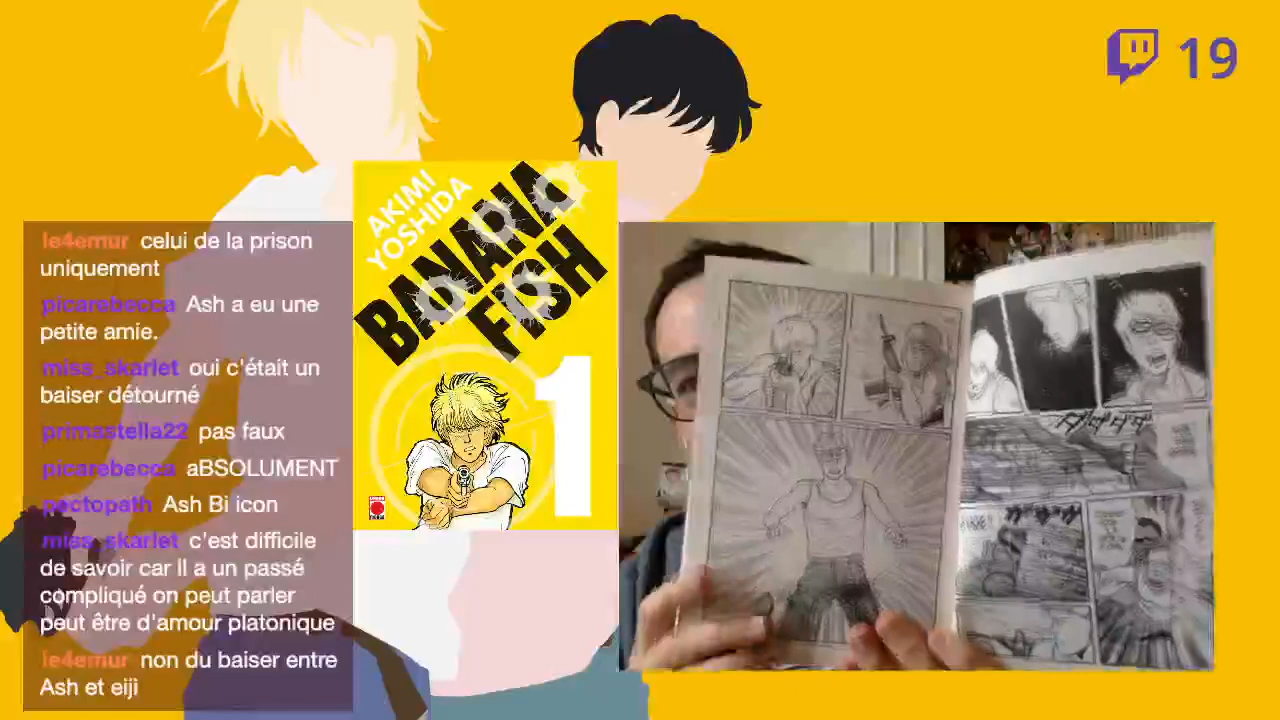 19
AKIMI
YOSHIDA
BANANA
FISH
1
le4emur celui de la prison
uniquement
picarebecca Ash a eu une
petite amie.
miss_skarlet oui c'était un
baiser détourné
primastella22 pas faux
picarebecca aBSOLUMENT
pectopath Ash Bi icon
miss_skarlet c'est difficile
de savoir car il a un passé
compliqué on peut parler
peut être d'amour platonique
le4emur non du baiser entre
Ash et eiji